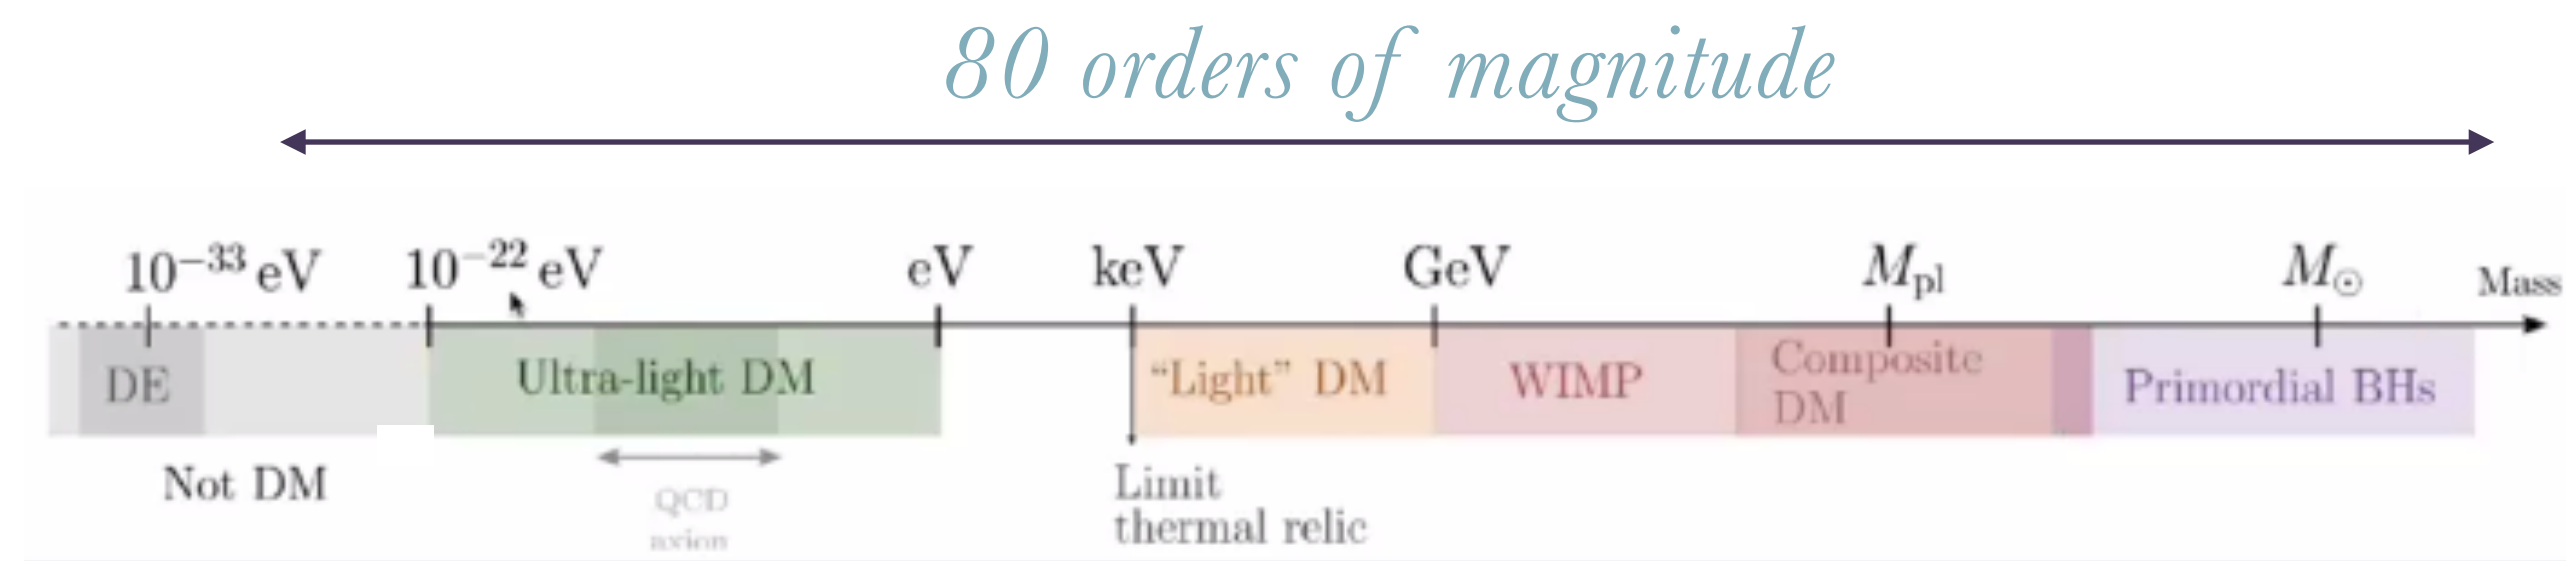 80 orders of magnitude
10⁻³³ eV 10⁻²² eV eV keV GeV M_pl M_⊙ Mass
DE Ultra-light DM "Light" DM WIMP Composite DM Primordial BHs
Not DM
QCD
axion
Limit
thermal relic